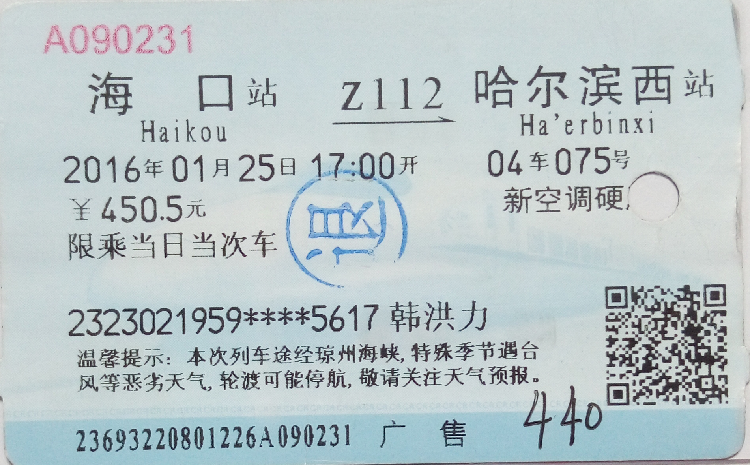 A090231
海口站 Z112 哈尔滨西站
Haikou Ha'erbinxi
2016年01月25日17:00开 04车075号
￥450.5元 新空调硬
限乘当日当次车
退
2323021959****5617 韩洪力
温馨提示：本次列车途经琼州海峡,特殊季节遇台
风等恶劣天气,轮渡可能停航,敬请关注天气预报。
440
23693220801226A090231 广售